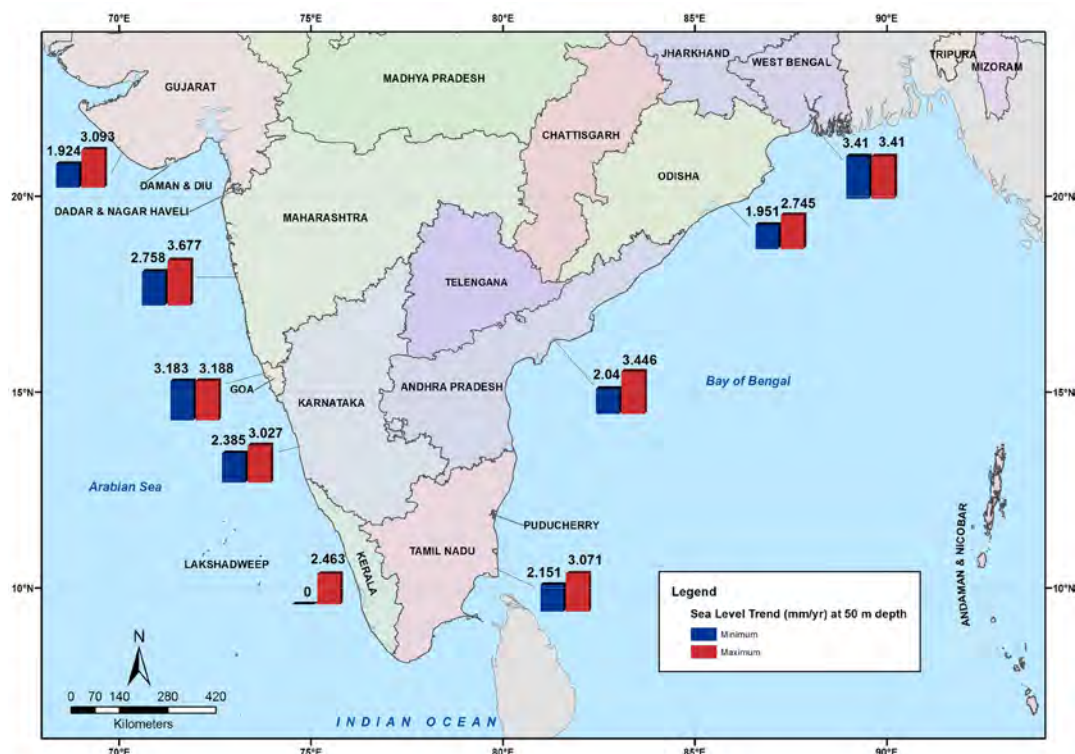 70°E 75°E 80°E 85°E 90°E
JHARKHAND
WEST BENGAL
TRIPURA
MIZORAM
MADHYA PRADESH
GUJARAT
CHATTISGARH
1.924 3.093
3.41 3.41
DAMAN & DIU
ODISHA
20°N 20°N
DADAR & NAGAR HAVELI
MAHARASHTRA
1.951 2.745
2.758 3.677
TELENGANA
3.183 3.188
2.04 3.446
Bay of Bengal
GOA
ANDHRA PRADESH
15°N 15°N
KARNATAKA
2.385 3.027
Arabian Sea
PUDUCHERRY
ANDAMAN & NICOBAR
LAKSHADWEEP
KERALA
TAMIL NADU
0 2.463
2.151 3.071
10°N 10°N
Legend
Sea Level Trend (mm/yr) at 50 m depth
Minimum
Maximum
N
0 70 140 280 420
Kilometers
INDIAN OCEAN
70°E 75°E 80°E 85°E 90°E